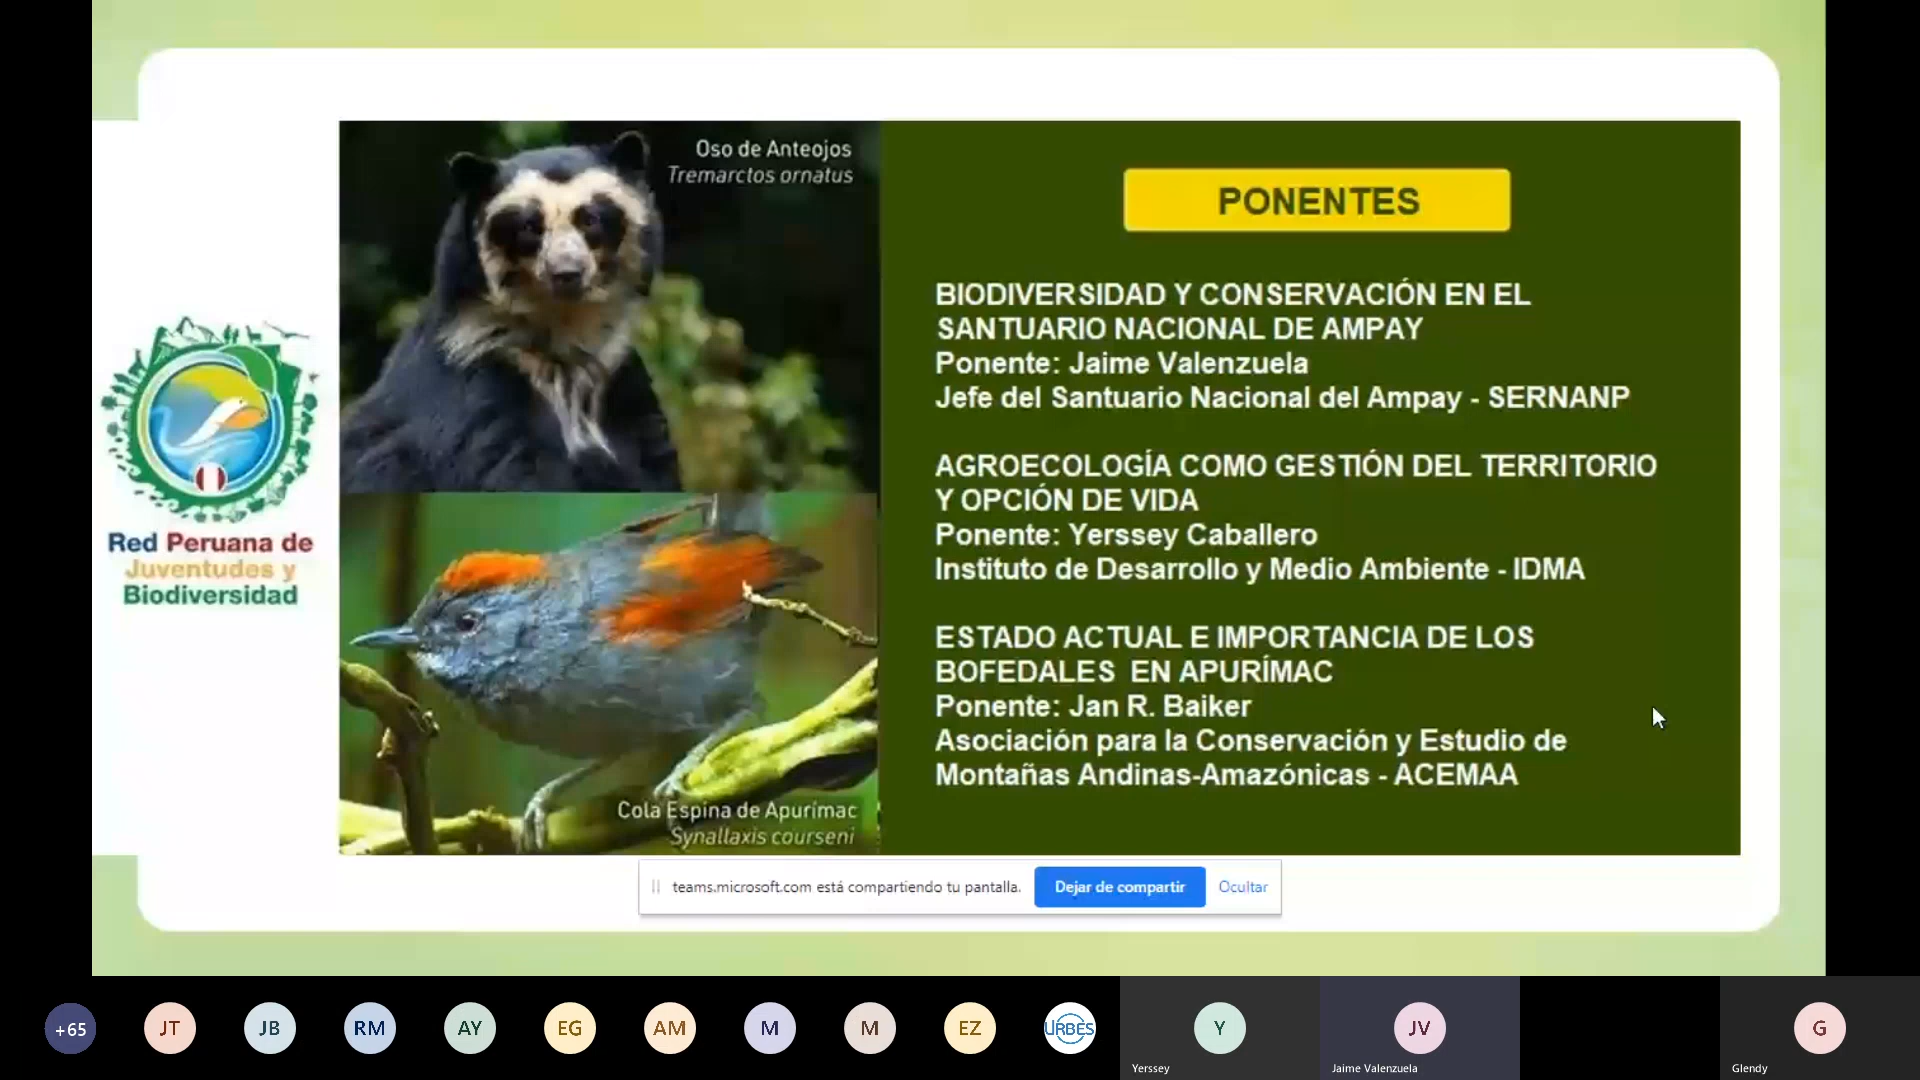 Oso de Anteojos
Tremarctos ornatus
PONENTES
BIODIVERSIDAD Y CONSERVACIÓN EN EL
SANTUARIO NACIONAL DE AMPAY
Ponente: Jaime Valenzuela
Jefe del Santuario Nacional del Ampay - SERNANP
AGROECOLOGÍA COMO GESTIÓN DEL TERRITORIO
Y OPCIÓN DE VIDA
Ponente: Yerssey Caballero
Instituto de Desarrollo y Medio Ambiente - IDMA
ESTADO ACTUAL E IMPORTANCIA DE LOS
BOFEDALES EN APURÍMAC
Ponente: Jan R. Baiker
Asociación para la Conservación y Estudio de
Montañas Andinas-Amazónicas - ACEMAA
Red Peruana de
Juventudes y
Biodiversidad
Cola Espina de Apurímac
Synallaxis courseni
teams.microsoft.com está compartiendo tu pantalla.
Dejar de compartir
Ocultar
+65
JT
JB
RM
AY
EG
AM
M
M
EZ
URBES
Y
Yerssey
JV
Jaime Valenzuela
G
Glendy